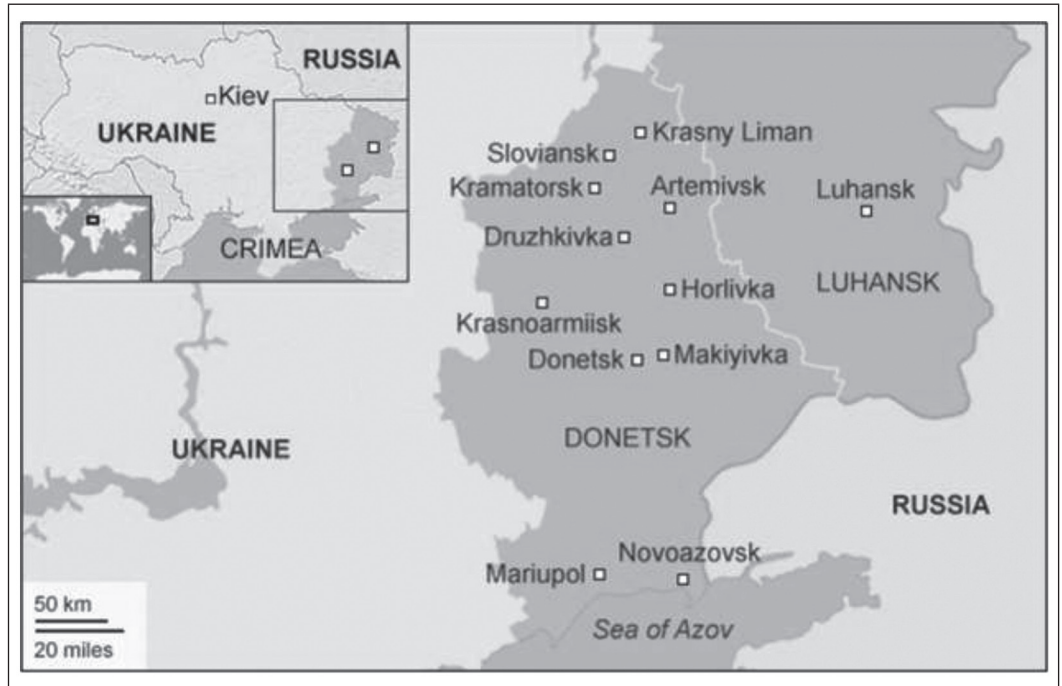 RUSSIA
Kiev
UKRAINE
CRIMEA
Krasny Liman
Sloviansk
Kramatorsk
Artemivsk
Luhansk
Druzhkivka
LUHANSK
Horlivka
Krasnoarmiisk
Donetsk
Makiyivka
DONETSK
UKRAINE
RUSSIA
Novoazovsk
Mariupol
Sea of Azov
50 km
20 miles